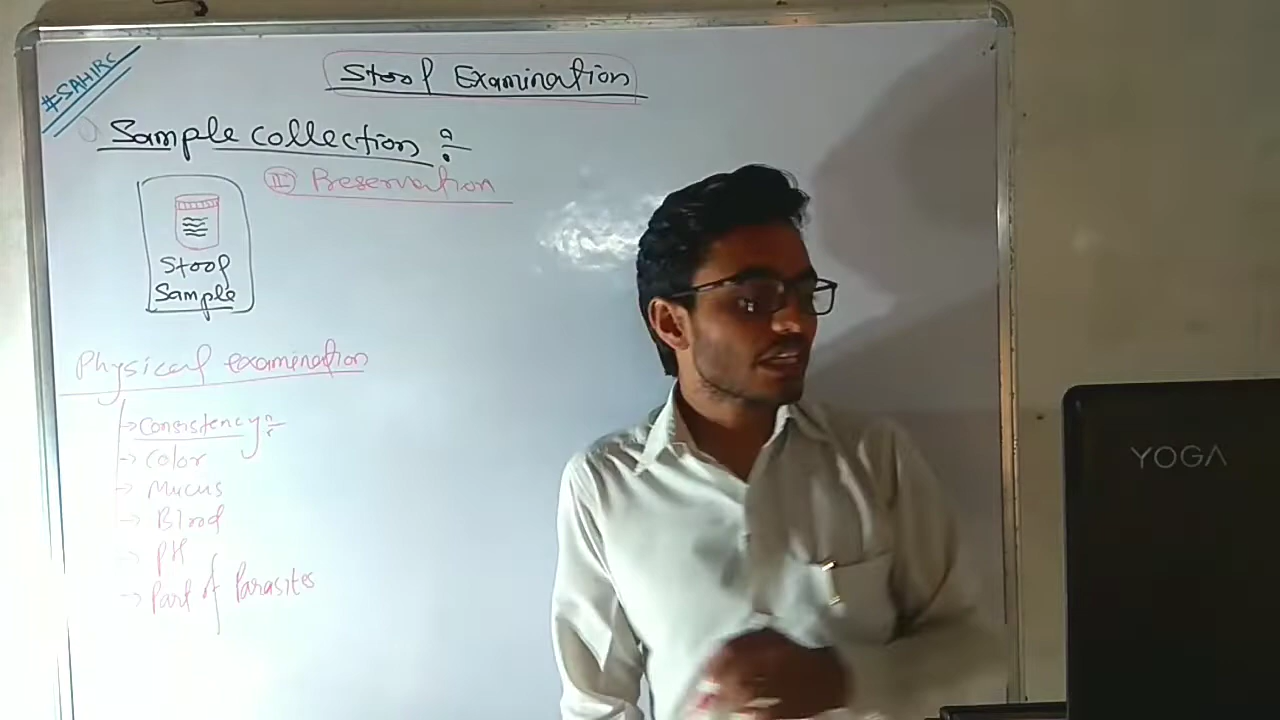 #SAHIRC
Stool Examination
Sample collection :
II Preservation
Stool
Sample
Physical examination
→ Consistency :
→ Color
→ Mucus
→ Blood
→ PH
→ Part of Parasites
YOGA